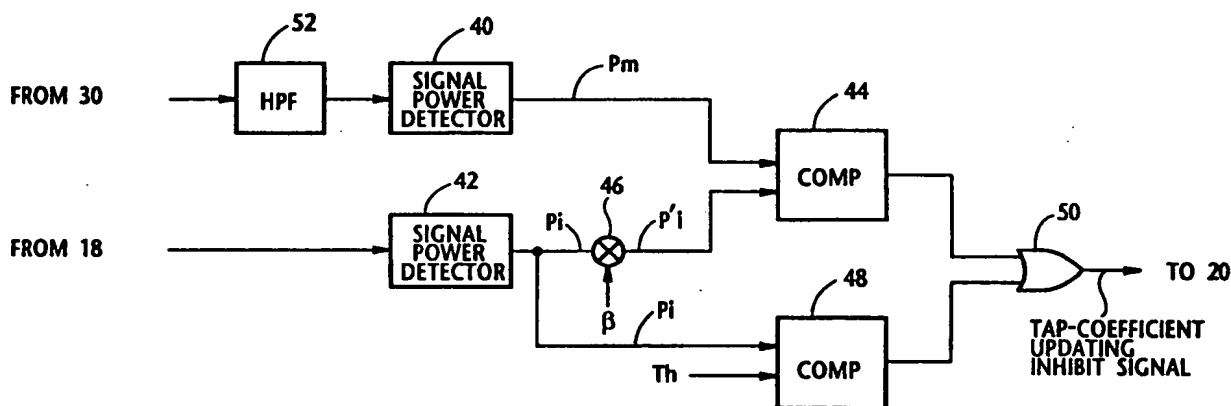 52
40
FROM 30
HPF
SIGNAL
POWER
DETECTOR
Pm
44
COMP
42
46
FROM 18
SIGNAL
POWER
DETECTOR
Pi
P'i
β
50
TO 20
48
Pi
Th
COMP
TAP-COEFFICIENT
UPDATING
INHIBIT SIGNAL